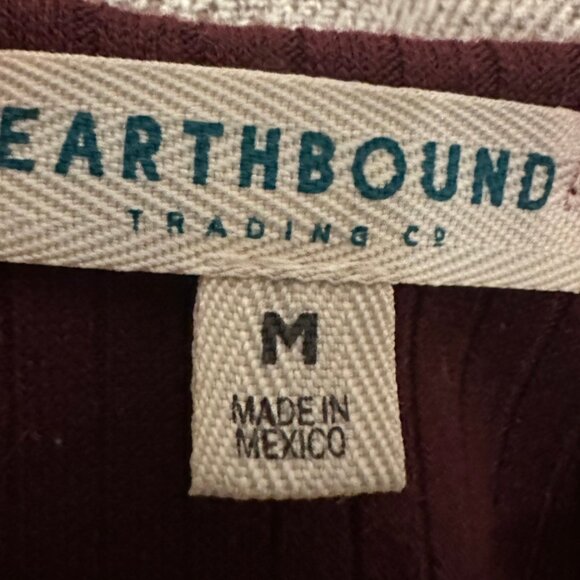 EARTHBOUND
TRADING Cº
M
MADE IN
MEXICO